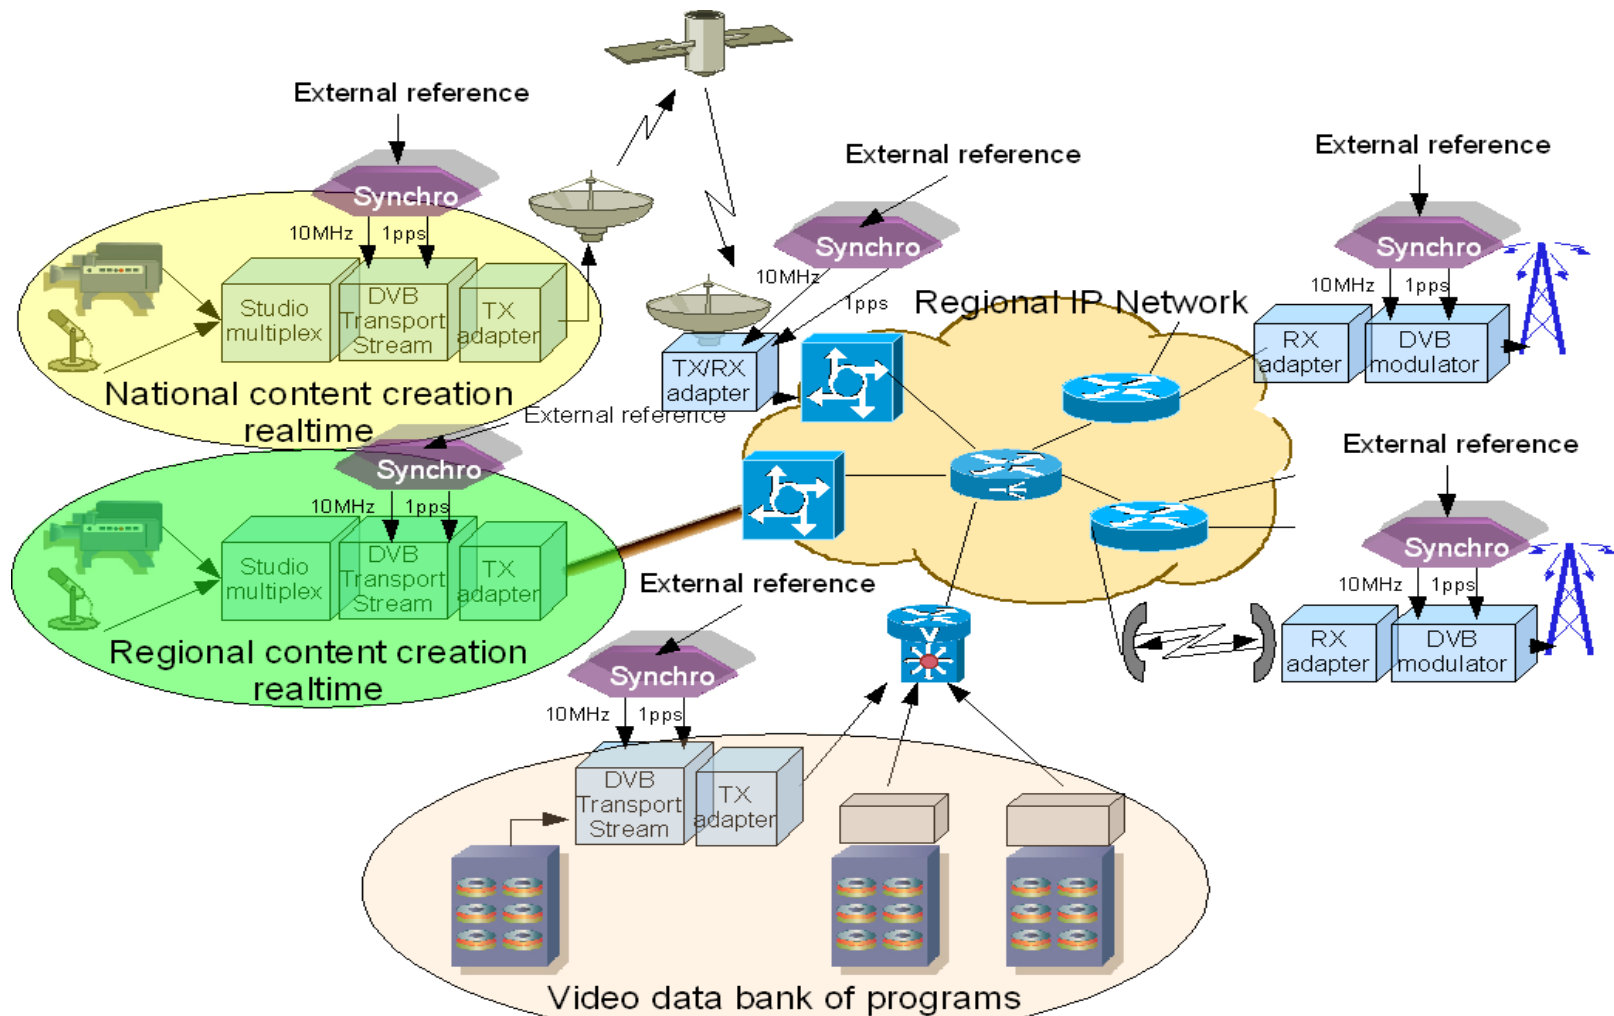 External reference
Synchro
10MHz 1pps
Studio
multiplex
DVB
Transport
Stream
TX
adapter
National content creation
realtime
External reference
Synchro
10MHz
1pps
TX/RX
adapter
Regional IP Network
External reference
Synchro
10MHz 1pps
RX
adapter
DVB
modulator
External reference
Synchro
10MHz 1pps
Studio
multiplex
DVB
Transport
Stream
TX
adapter
Regional content creation
realtime
External reference
Synchro
10MHz 1pps
RX
adapter
DVB
modulator
External reference
Synchro
10MHz 1pps
DVB
Transport
Stream
TX
adapter
V
Video data bank of programs